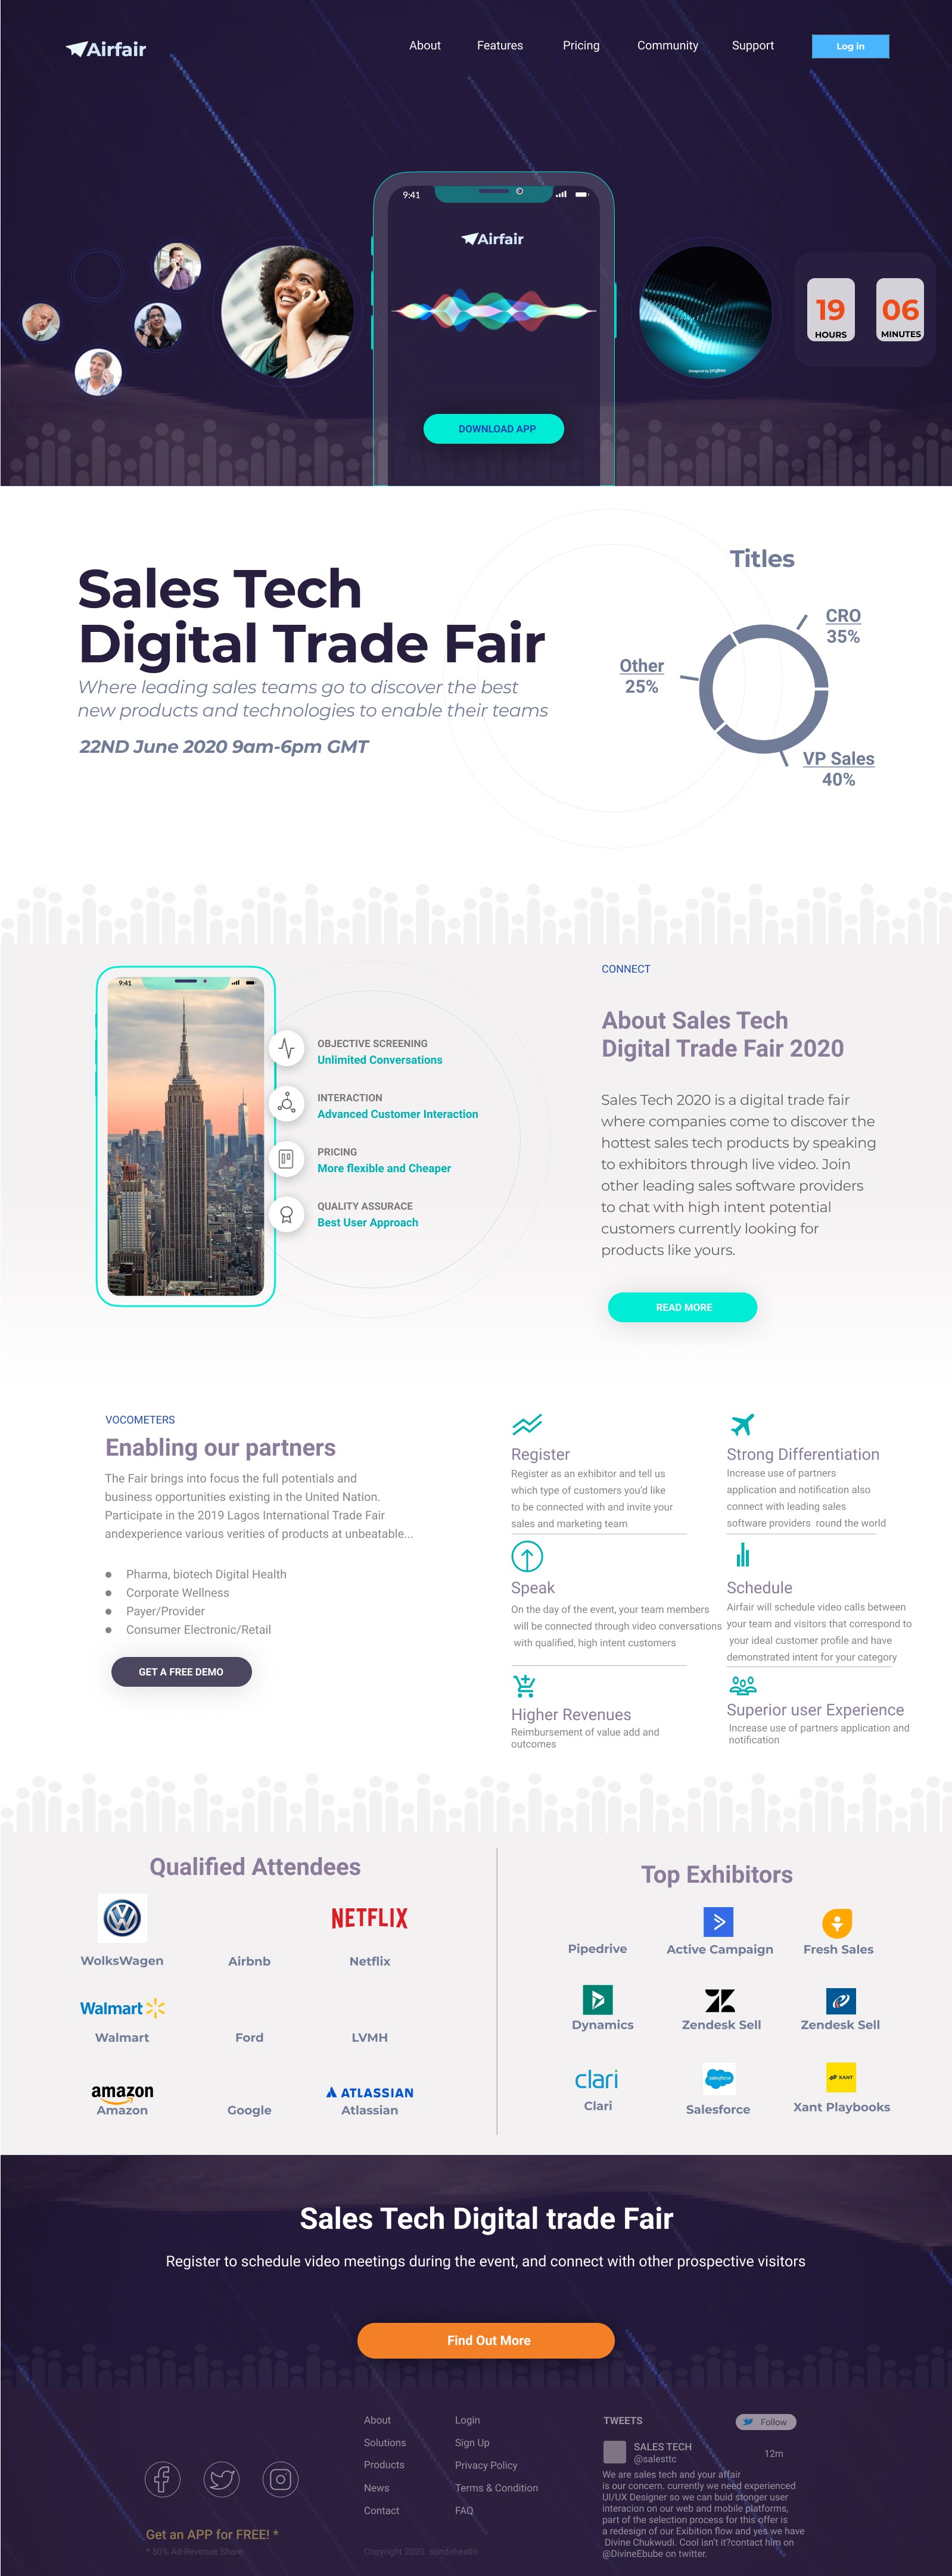 Airfair
About Features Pricing Community Support Log in
9:41
Airfair
19 06
HOURS MINUTES
Designed by pngtree
DOWNLOAD APP
Sales Tech
Digital Trade Fair
Where leading sales teams go to discover the best
new products and technologies to enable their teams
22ND June 2020 9am-6pm GMT
Titles
CRO
35%
Other
25%
VP Sales
40%
9:41
OBJECTIVE SCREENING
Unlimited Conversations
INTERACTION
Advanced Customer Interaction
PRICING
More flexible and Cheaper
QUALITY ASSURACE
Best User Approach
CONNECT
About Sales Tech
Digital Trade Fair 2020
Sales Tech 2020 is a digital trade fair
where companies come to discover the
hottest sales tech products by speaking
to exhibitors through live video. Join
other leading sales software providers
to chat with high intent potential
customers currently looking for
products like yours.
READ MORE
VOCOMETERS
Enabling our partners
The Fair brings into focus the full potentials and
business opportunities existing in the United Nation.
Participate in the 2019 Lagos International Trade Fair
andexperience various verities of products at unbeatable...
Pharma, biotech Digital Health
Corporate Wellness
Payer/Provider
Consumer Electronic/Retail
GET A FREE DEMO
Register
Register as an exhibitor and tell us
which type of customers you'd like
to be connected with and invite your
sales and marketing team
Strong Differentiation
Increase use of partners
application and notification also
connect with leading sales
software providers round the world
Speak
On the day of the event, your team members
will be connected through video conversations
with qualified, high intent customers
Schedule
Airfair will schedule video calls between
your team and visitors that correspond to
your ideal customer profile and have
demonstrated intent for your category
Higher Revenues
Reimbursement of value add and
outcomes
Superior user Experience
Increase use of partners application and
notification
Qualified Attendees
NETFLIX
WolksWagen Airbnb Netflix
Walmart
Walmart Ford LVMH
amazon ATLASSIAN
Amazon Google Atlassian
Top Exhibitors
Pipedrive Active Campaign Fresh Sales
Dynamics Zendesk Sell Zendesk Sell
clari salesforce XANT
Clari Salesforce Xant Playbooks
Sales Tech Digital trade Fair
Register to schedule video meetings during the event, and connect with other prospective visitors
Find Out More
About
Solutions
Products
News
Contact
Login
Sign Up
Privacy Policy
Terms & Condition
FAQ
TWEETS Follow
SALES TECH
@salesttc 12m
We are sales tech and your affair
is our concern. currently we need experienced
UI/UX Designer so we can buid stonger user
interacion on our web and mobile platforms,
part of the selection process for this offer is
a redesign of our Exibition flow and yes we have
Divine Chukwudi. Cool isn't it?contact him on
@DivineEbube on twitter.
Get an APP for FREE! *
* 50% Ad-Revenue Share
Copyright 2020.